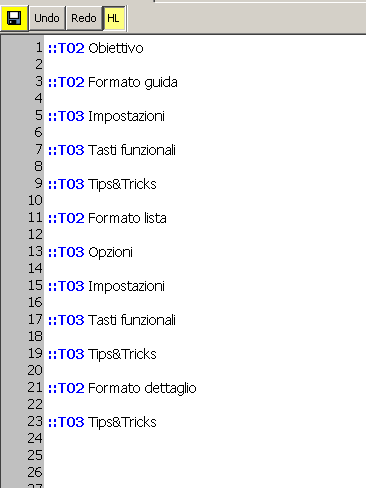 Undo Redo HL
1 ::T02 Obiettivo
2
3 ::T02 Formato guida
4
5 ::T03 Impostazioni
6
7 ::T03 Tasti funzionali
8
9 ::T03 Tips&Tricks
10
11 ::T02 Formato lista
12
13 ::T03 Opzioni
14
15 ::T03 Impostazioni
16
17 ::T03 Tasti funzionali
18
19 ::T03 Tips&Tricks
20
21 ::T02 Formato dettaglio
22
23 ::T03 Tips&Tricks
24
25
26
27